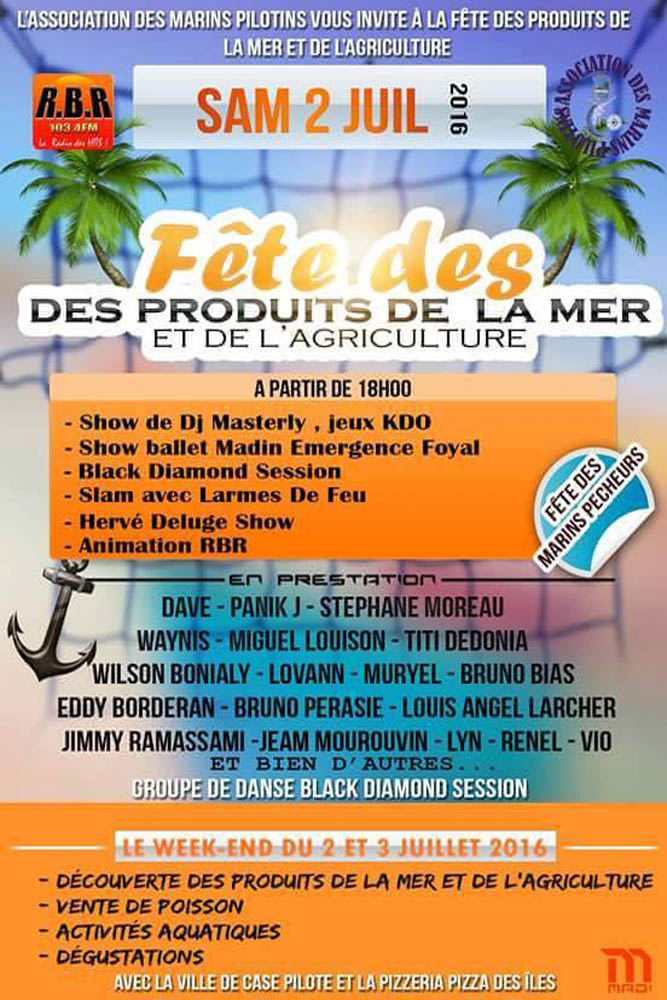 L'ASSOCIATION DES MARINS PILOTINS VOUS INVITE À LA FÊTE DES PRODUITS DE
LA MER ET DE L'AGRICULTURE
R.B.R
103.4FM
La Radio des HITS !
SAM 2 JUIL 2016
ASSOCIATION DES MARINS
Fête des
DES PRODUITS DE LA MER
ET DE L'AGRICULTURE
A PARTIR DE 18H00
- Show de Dj Masterly , jeux KDO
- Show ballet Madin Emergence Foyal
- Black Diamond Session
- Slam avec Larmes De Feu
- Hervé Deluge Show
- Animation RBR
FÊTE DES
MARINS PECHEURS
EN PRESTATION
DAVE - PANIK J - STEPHANE MOREAU
WAYNIS - MIGUEL LOUISON - TITI DEDONIA
WILSON BONIALY - LOVANN - MURYEL - BRUNO BIAS
EDDY BORDERAN - BRUNO PERASIE - LOUIS ANGEL LARCHER
JIMMY RAMASSAMI -JEAM MOUROUVIN - LYN - RENEL - VIO
ET BIEN D'AUTRES...
GROUPE DE DANSE BLACK DIAMOND SESSION
LE WEEK-END DU 2 ET 3 JUILLET 2016
- DÉCOUVERTE DES PRODUITS DE LA MER ET DE L'AGRICULTURE
- VENTE DE POISSON
- ACTIVITÉS AQUATIQUES
- DÉGUSTATIONS
MADI
AVEC LA VILLE DE CASE PILOTE ET LA PIZZERIA PIZZA DES ÎLES